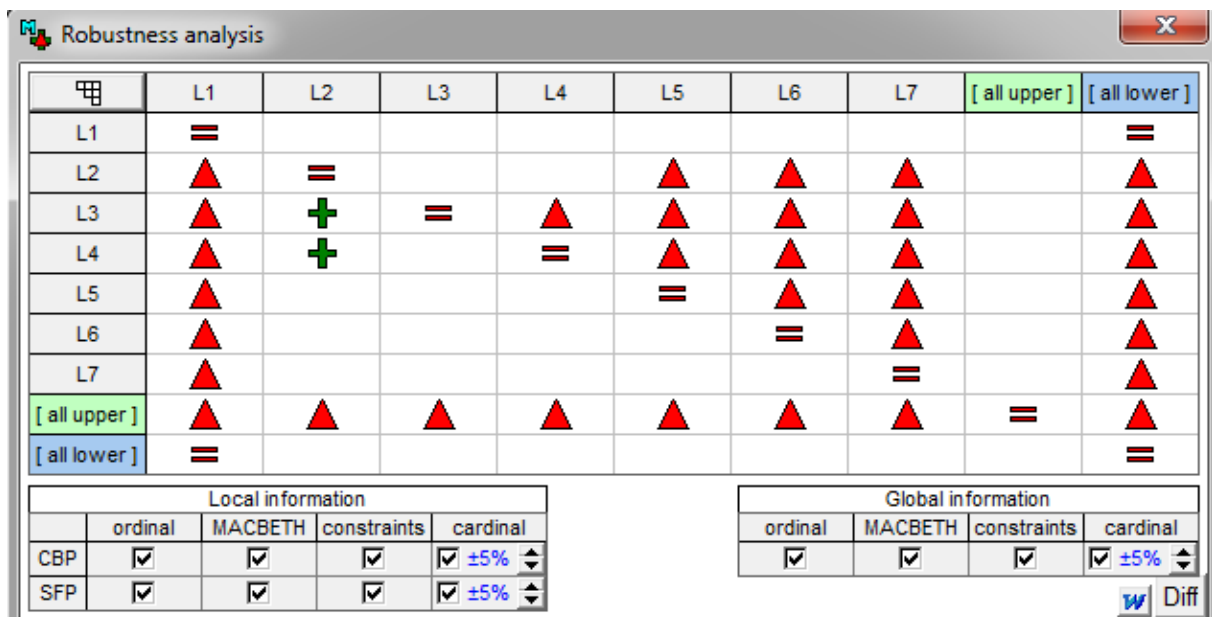 Robustness analysis
L1 L2 L3 L4 L5 L6 L7 [ all upper ] [ all lower ]
L1
L2
L3
L4
L5
L6
L7
[ all upper ]
[ all lower ]
Local information
ordinal MACBETH constraints cardinal
CBP ±5%
SFP ±5%
Global information
ordinal MACBETH constraints cardinal
±5%
W Diff